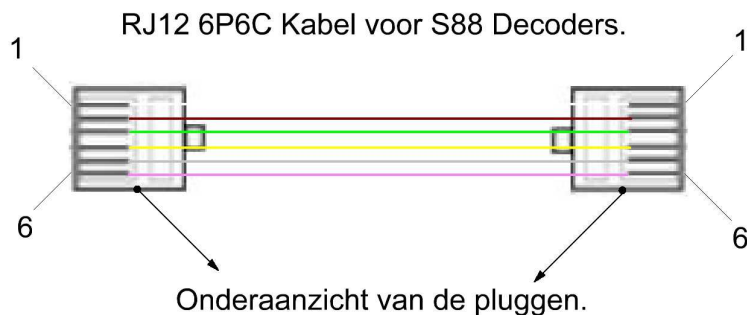 RJ12 6P6C Kabel voor S88 Decoders.
1 1
6 6
Onderaanzicht van de pluggen.